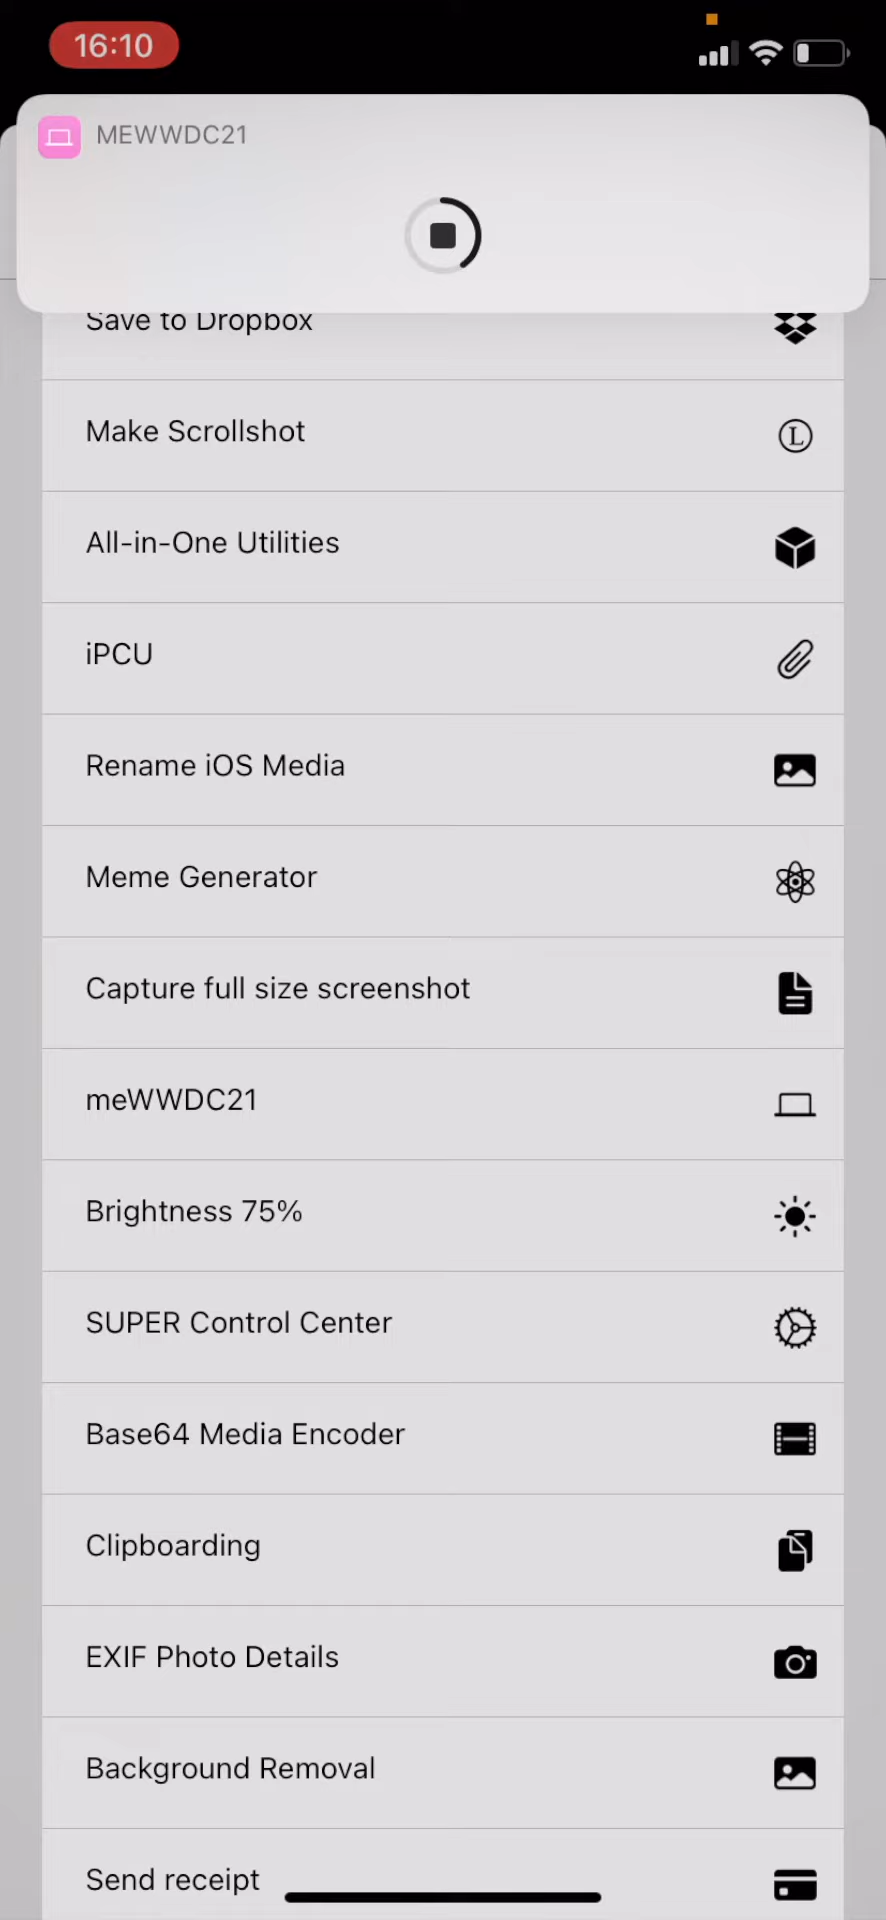 16:10
MEWWDC21
Save to Dropbox
Make Scrollshot
L
All-in-One Utilities
iPCU
Rename iOS Media
Meme Generator
Capture full size screenshot
meWWDC21
Brightness 75%
SUPER Control Center
Base64 Media Encoder
Clipboarding
EXIF Photo Details
Background Removal
Send receipt